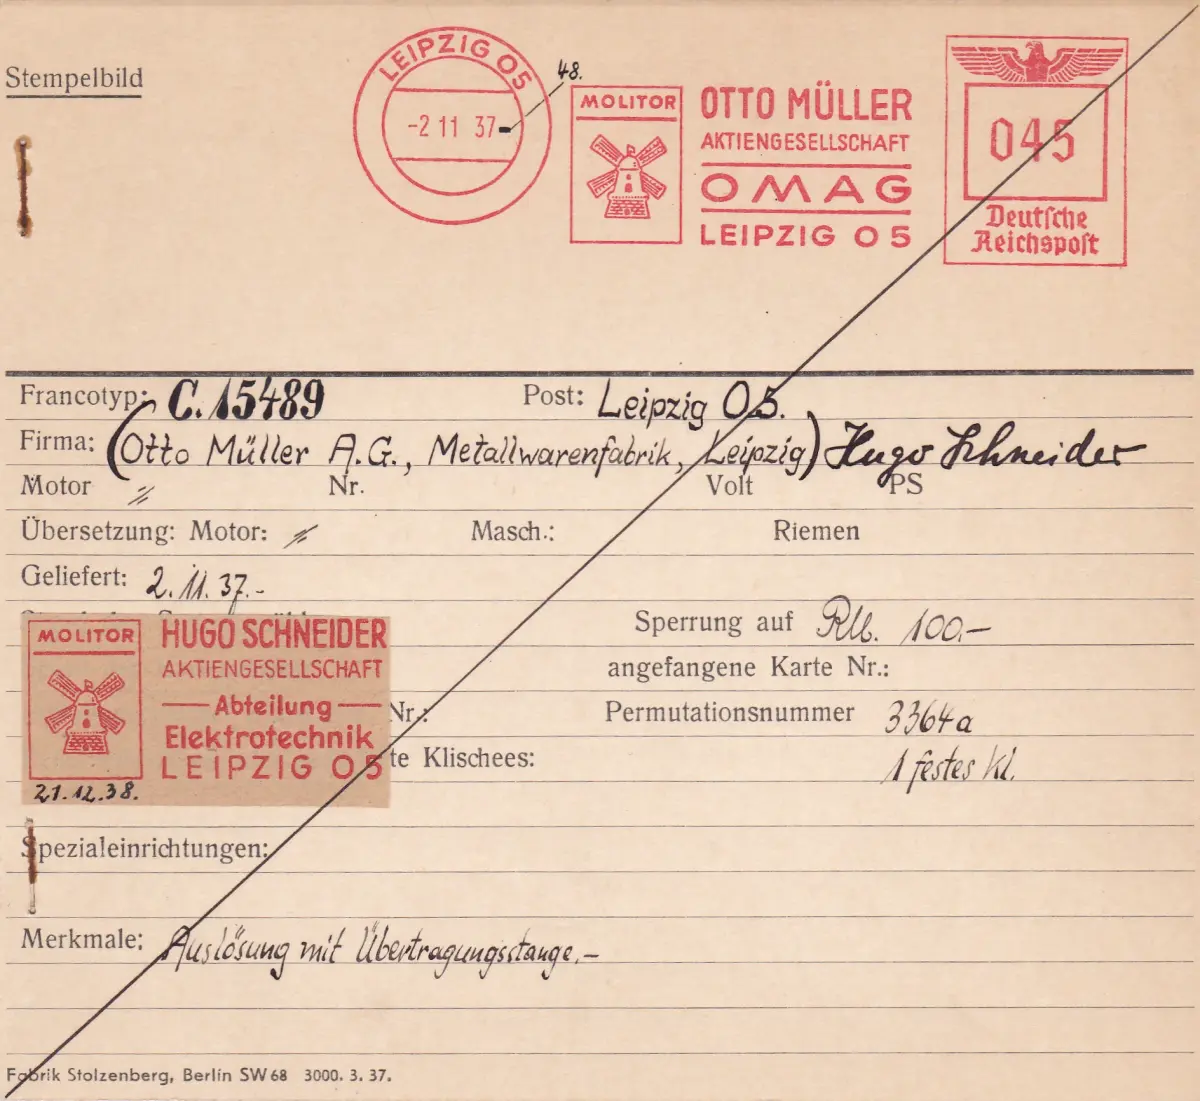 Stempelbild
LEIPZIG O5
-2 11 37
48.
MOLITOR
OTTO MÜLLER
AKTIENGESELLSCHAFT
OMAG
LEIPZIG O 5
045
Deutsche
Reichspost
Francotyp: C. 15489 Post: Leipzig O5.
Firma: (Otto Müller A.G., Metallwarenfabrik, Leipzig) Hugo Schneider
Motor Nr. Volt PS
Übersetzung: Motor: Masch.: Riemen
Geliefert: 2.11.37.-
Sperrung auf RM. 100.-
angefangene Karte Nr.:
Nr.: Permutationsnummer 3364a
te Klischees: 1 festes Kl.
MOLITOR
HUGO SCHNEIDER
AKTIENGESELLSCHAFT
Abteilung
Elektrotechnik
LEIPZIG O 5
21.12.38.
Spezialeinrichtungen:
Merkmale: Auslösung mit Übertragungsstange.-
Fabrik Stolzenberg, Berlin SW 68 3000. 3. 37.